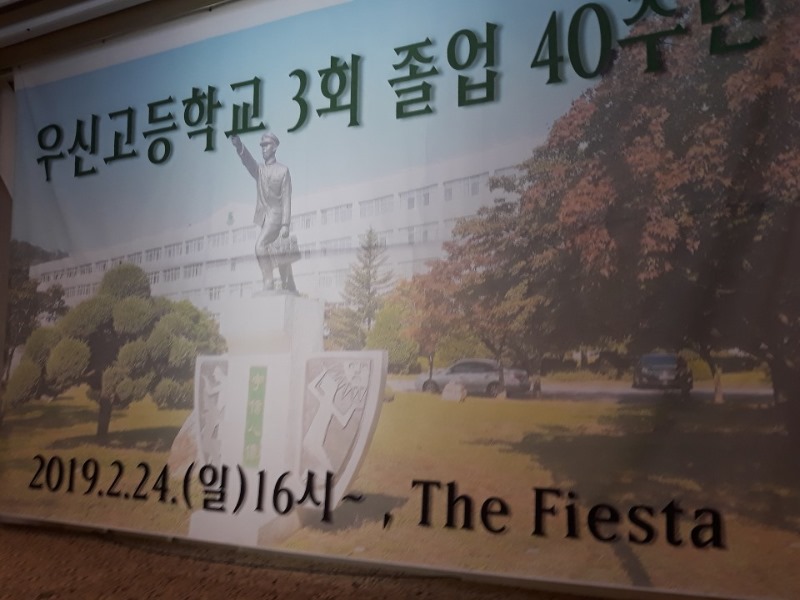 우신고등학교 3회 졸업 40주년
2019.2.24.(일)16시~ , The Fiesta